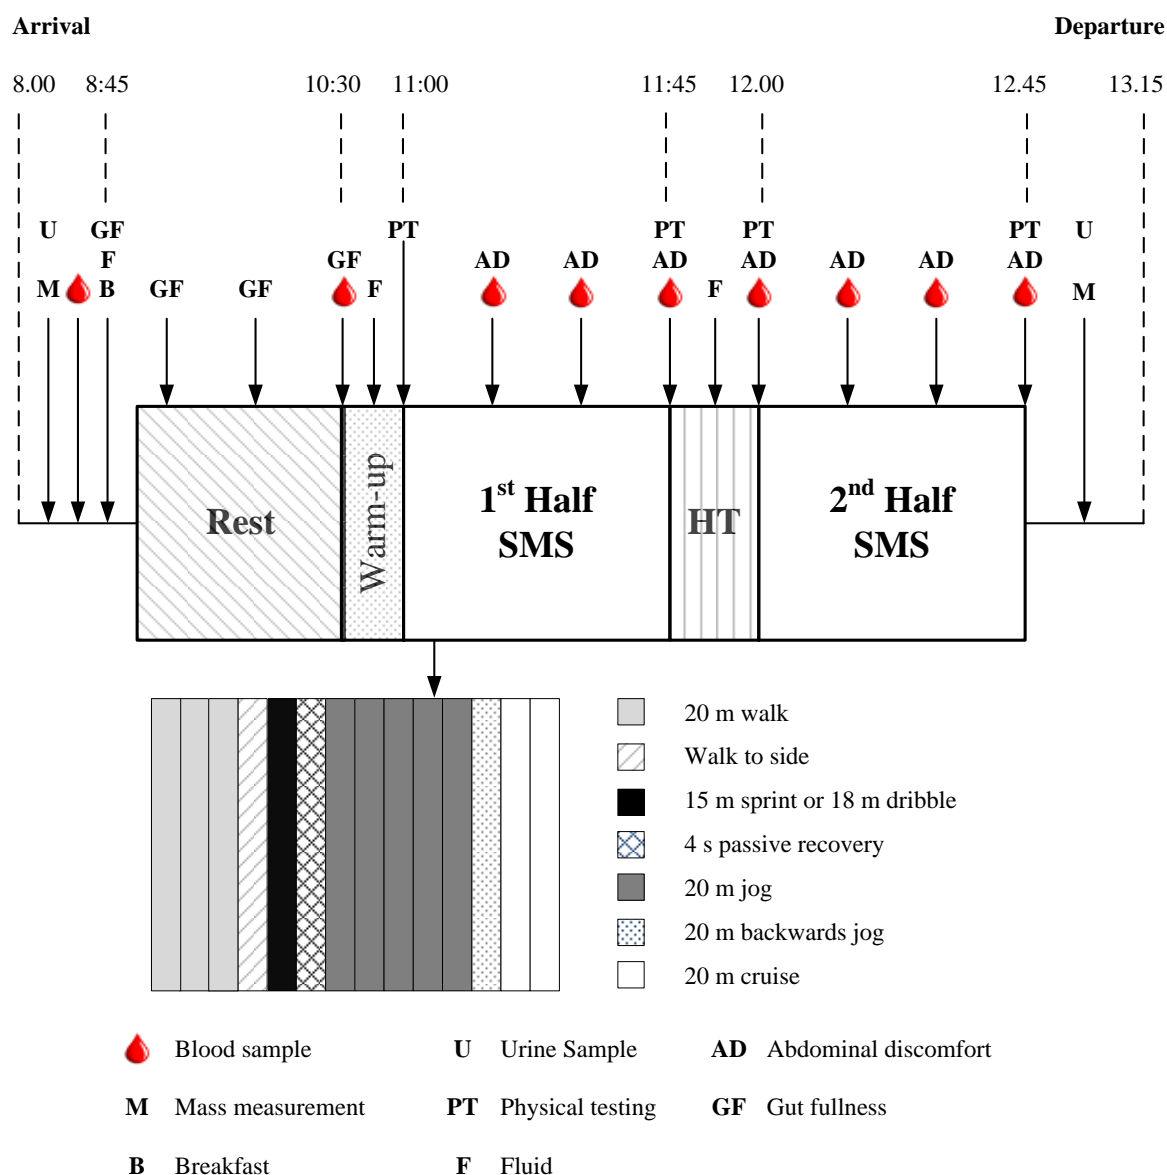 Arrival Departure
8.00 8:45 10:30 11:00 11:45 12.00 12.45 13.15
U GF PT PT PT PT U
F GF AD AD AD AD AD AD AD
M B GF GF F F M
Rest
Warm-up
1st Half
SMS
HT
2nd Half
SMS
20 m walk
Walk to side
15 m sprint or 18 m dribble
4 s passive recovery
20 m jog
20 m backwards jog
20 m cruise
Blood sample U Urine Sample AD Abdominal discomfort
M Mass measurement PT Physical testing GF Gut fullness
B Breakfast F Fluid